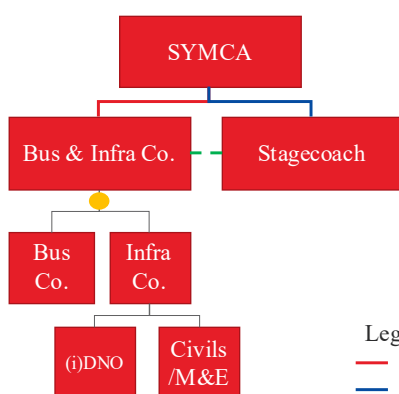 SYMCA
Bus & Infra Co.
Stagecoach
Bus
Co.
Infra
Co.
(i)DNO
Civils
/M&E
Leg